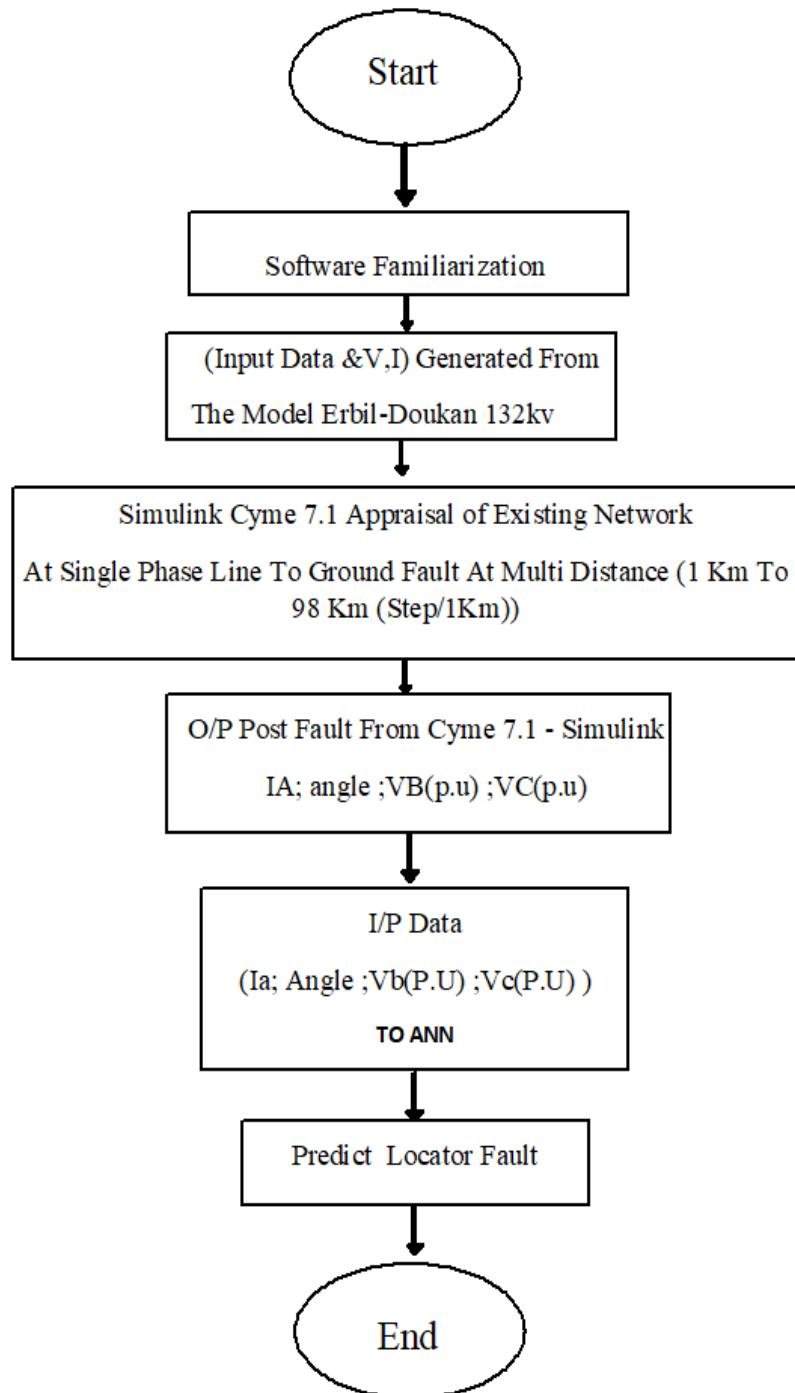 Start
Software Familiarization
(Input Data &V,I) Generated From
The Model Erbil-Doukan 132kv
Simulink Cyme 7.1 Appraisal of Existing Network
At Single Phase Line To Ground Fault At Multi Distance (1 Km To
98 Km (Step/1Km))
O/P Post Fault From Cyme 7.1 - Simulink
IA; angle ;VB(p.u) ;VC(p.u)
I/P Data
(Ia; Angle ;Vb(P.U) ;Vc(P.U) )
TO ANN
Predict Locator Fault
End